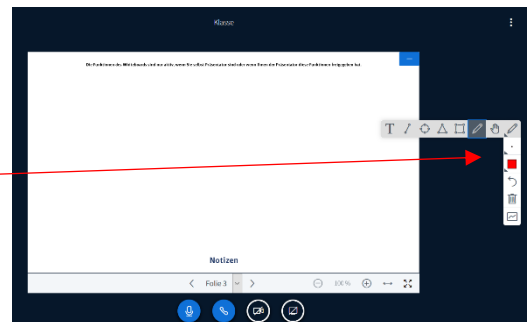 Klasse
Die Funktionen des Whiteboards sind nur aktiv, wenn Sie selbst Präsentator sind oder wenn Ihnen der Präsentator diese Funktionen freigegeben hat.
T
Notizen
Folie 3
100%